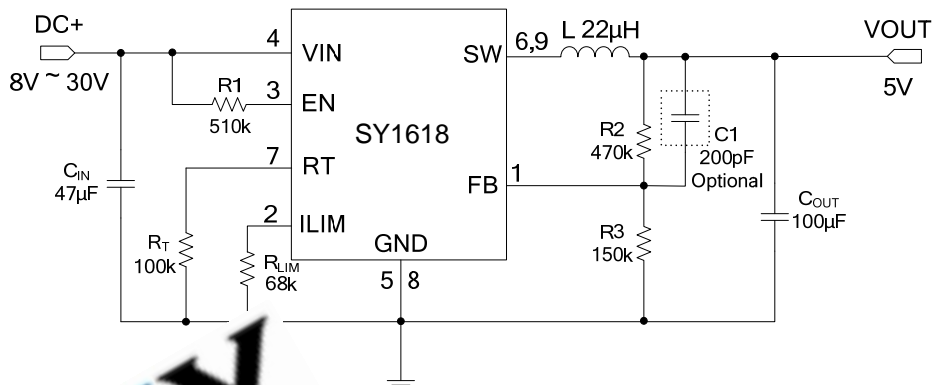 DC+
8V ~ 30V
CIN
47µF
R1
510k
RT
100k
RLIM
68k
4
3
7
2
VIN
EN
RT
ILIM
SY1618
GND
5 8
SW
FB
6,9
1
L 22µH
R2
470k
C1
200pF
Optional
R3
150k
COUT
100µF
VOUT
5V